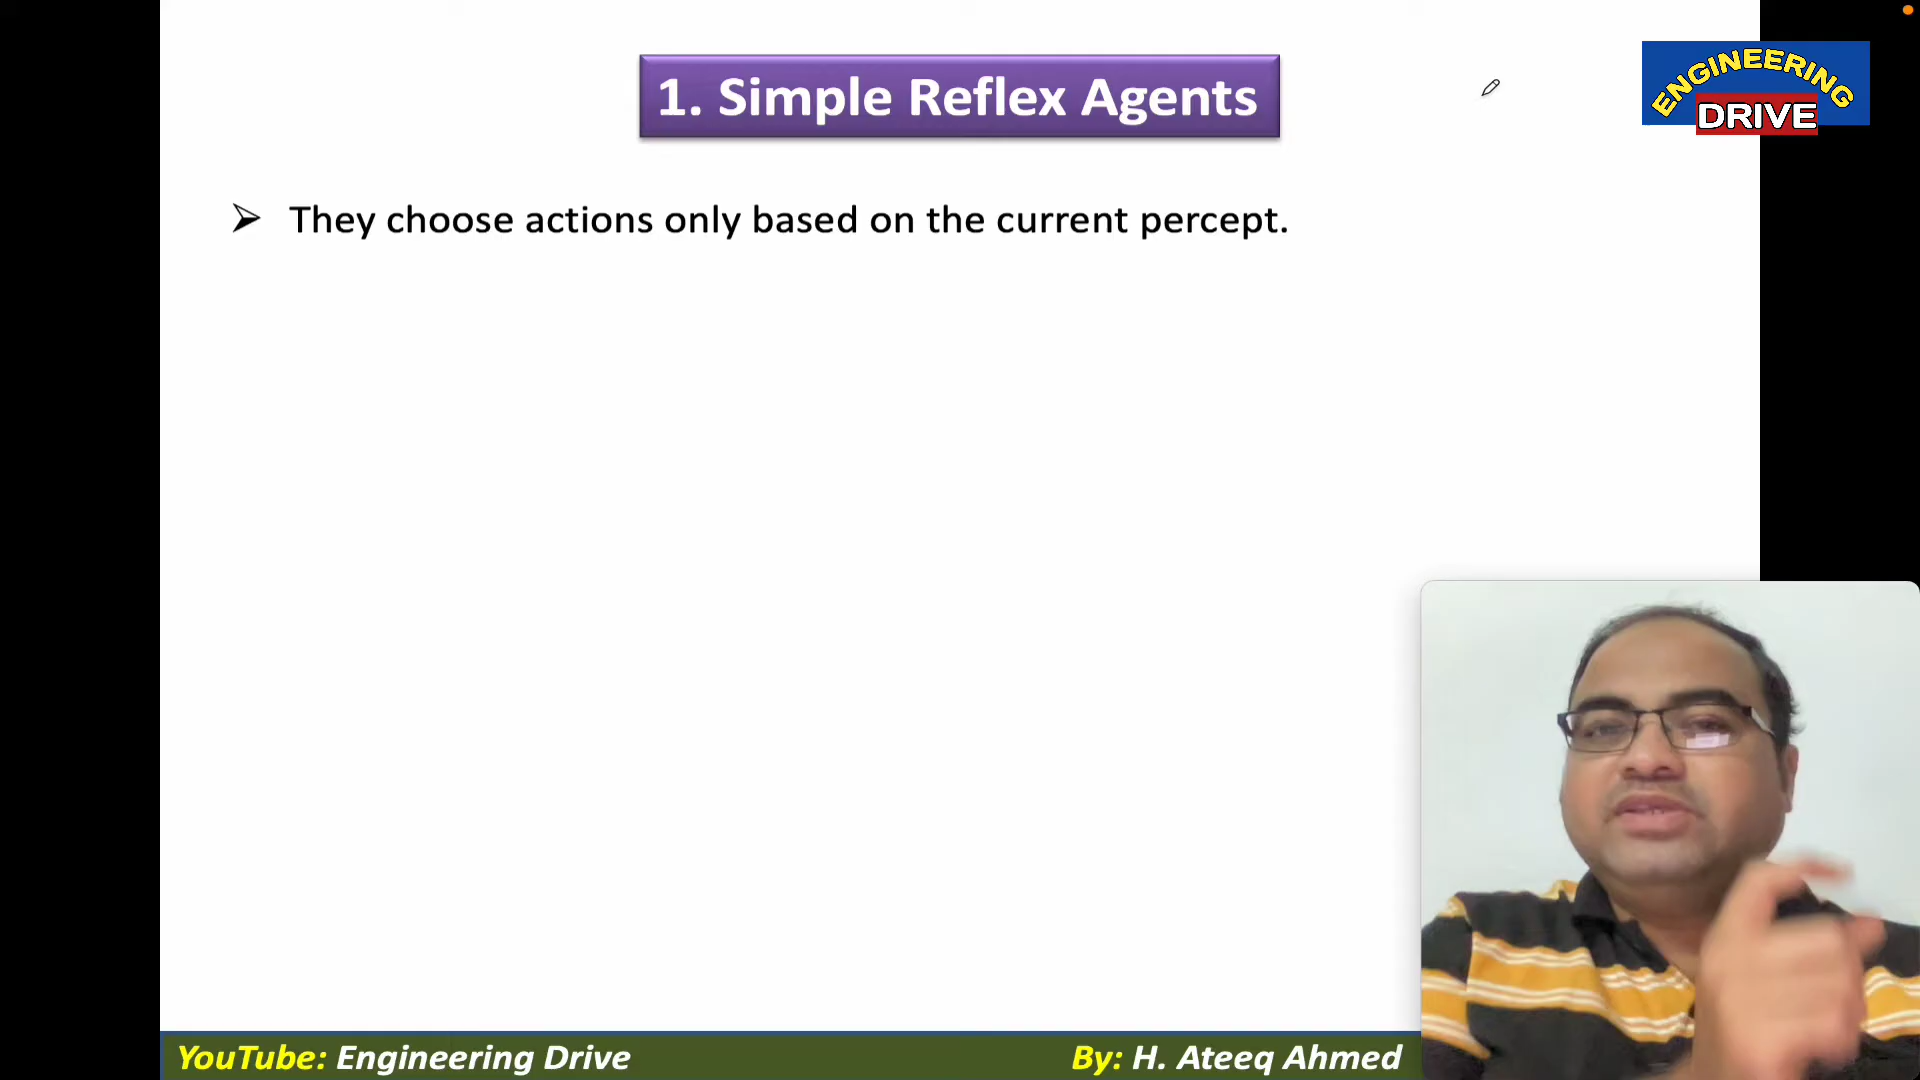 1. Simple Reflex Agents
ENGINEERING
DRIVE
➢ They choose actions only based on the current percept.
YouTube: Engineering Drive
By: H. Ateeq Ahmed